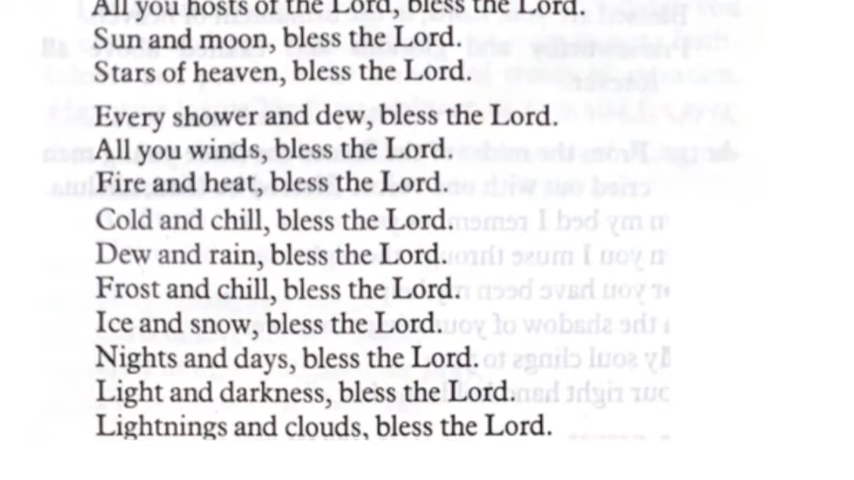 All you hosts of the Lord, bless the Lord.
Sun and moon, bless the Lord.
Stars of heaven, bless the Lord.
Every shower and dew, bless the Lord.
All you winds, bless the Lord.
Fire and heat, bless the Lord.
Cold and chill, bless the Lord.
Dew and rain, bless the Lord.
Frost and chill, bless the Lord.
Ice and snow, bless the Lord.
Nights and days, bless the Lord.
Light and darkness, bless the Lord.
Lightnings and clouds, bless the Lord.